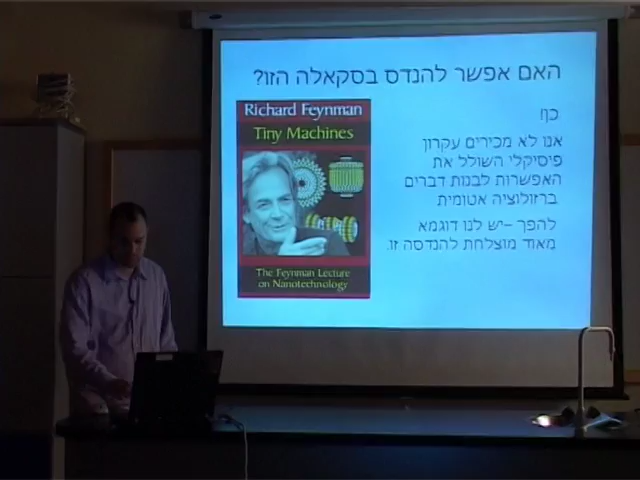 האם אפשר להנדס בסקאלה הזו?
כן!
אנו לא מכירים עקרון
פיסיקלי השולל את
האפשרות לבנות דברים
ברזולוציה אטומית
להפך –יש לנו דוגמא
מאוד מוצלחת להנדסה זו.
Richard Feynman
Tiny Machines
The Feynman Lecture
on Nanotechnology